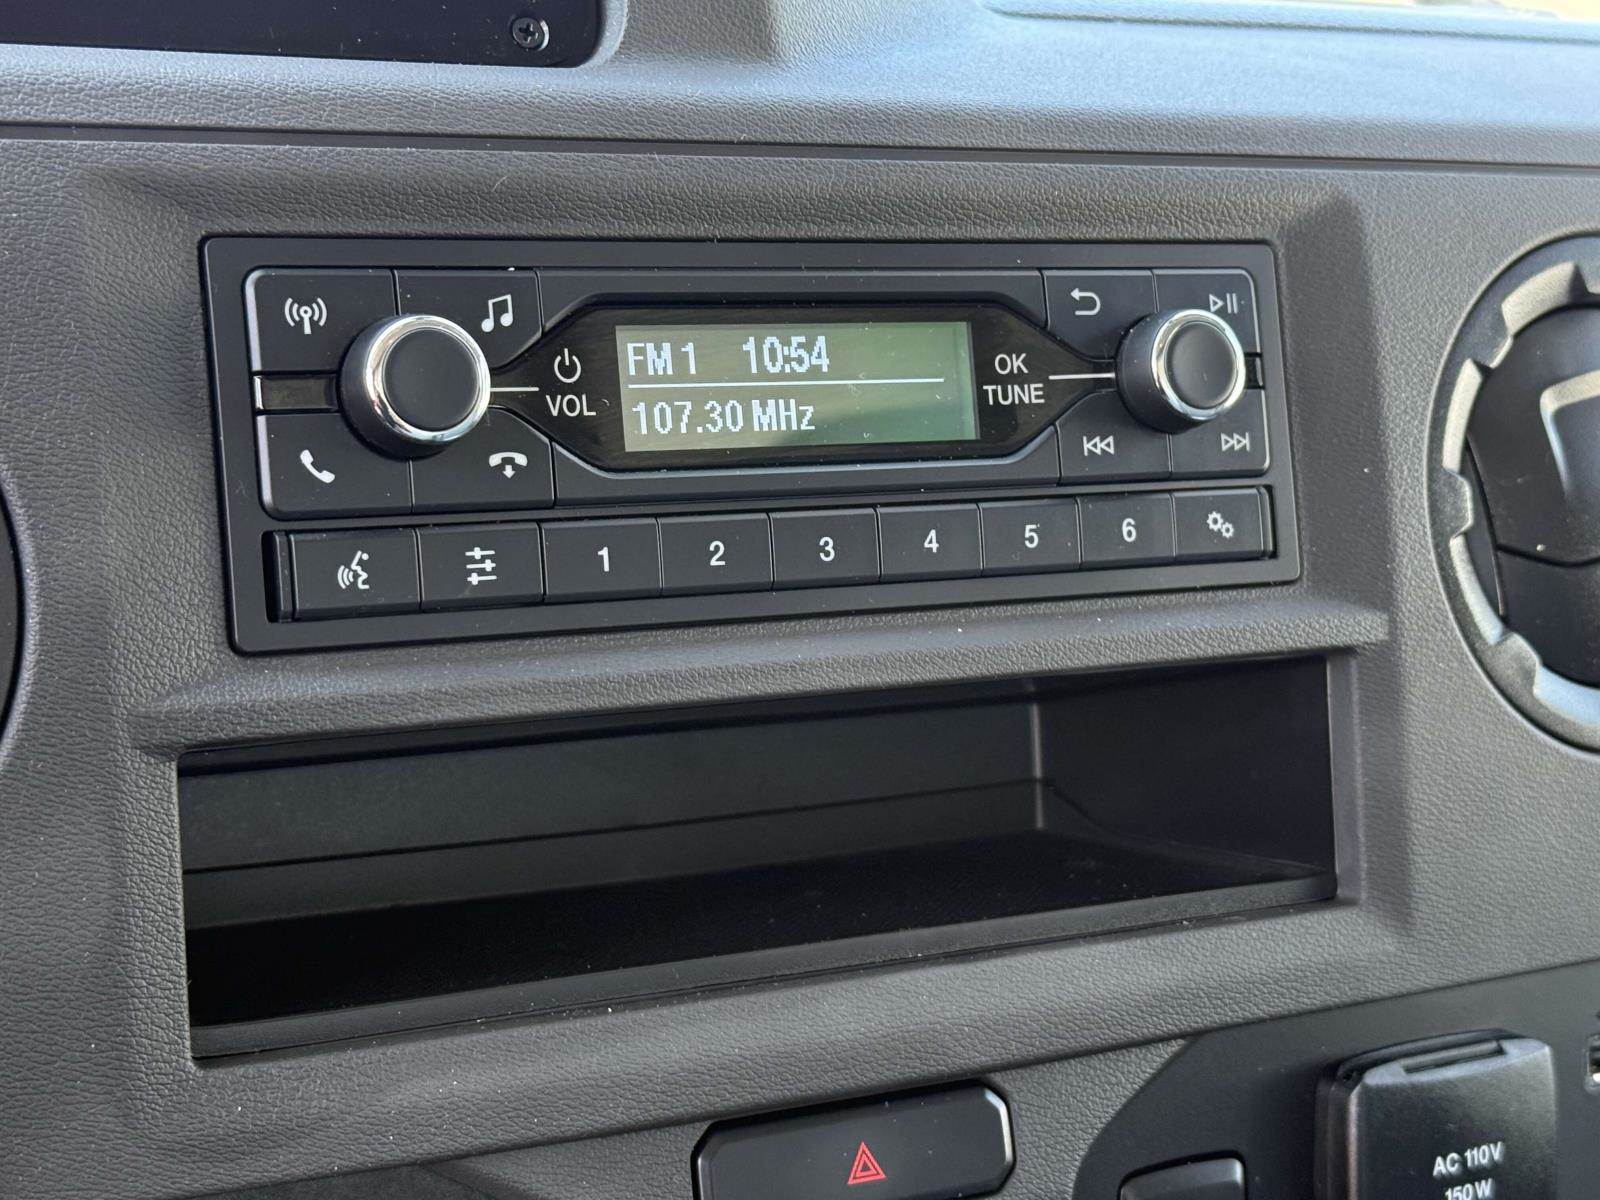 FM 1 10:54
107.30 MHz
VOL
OK
TUNE
1 2 3 4 5 6
AC 110V
150 W